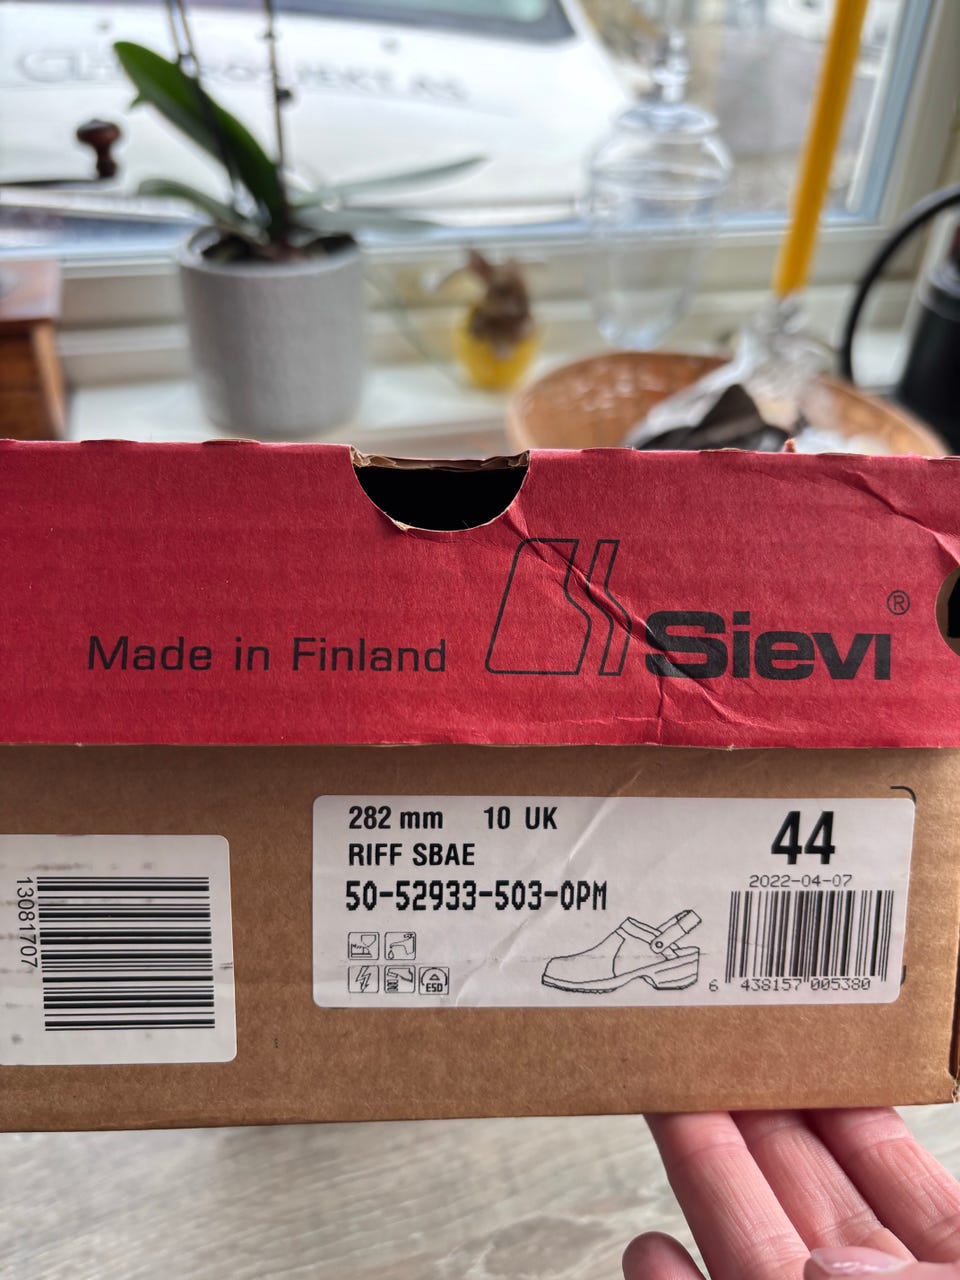 Made in Finland
Sievi®
282 mm 10 UK
RIFF SBAE
50-52933-503-0PM
44
2022-04-07
ESD
6 438157 005380
13081707